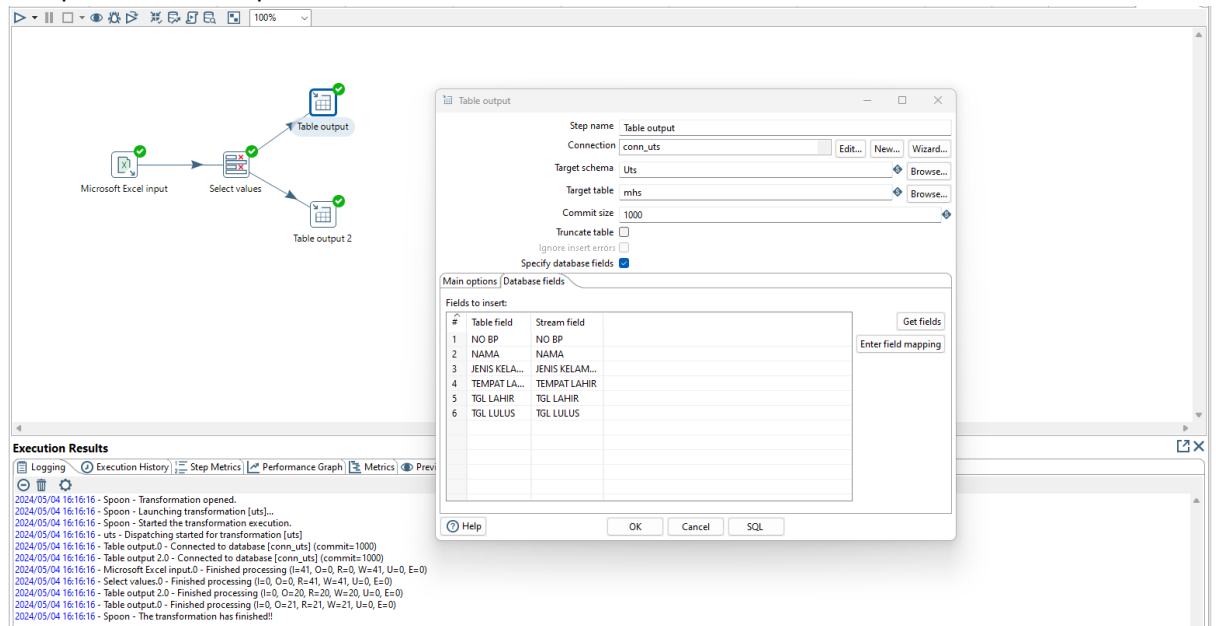 100%
Table output
Microsoft Excel input
Select values
Table output 2
Table output
Step name Table output
Connection conn_uts Edit... New... Wizard...
Target schema Uts Browse...
Target table mhs Browse...
Commit size 1000
Truncate table
Ignore insert errors
Specify database fields
Main options Database fields
Fields to insert:
# Table field Stream field
Get fields
1 NO BP NO BP
Enter field mapping
2 NAMA NAMA
3 JENIS KELA... JENIS KELAM...
4 TEMPAT LA... TEMPAT LAHIR
5 TGL LAHIR TGL LAHIR
6 TGL LULUS TGL LULUS
Help OK Cancel SQL
Execution Results
Logging Execution History Step Metrics Performance Graph Metrics Previ
2024/05/04 16:16:16 - Spoon - Transformation opened.
2024/05/04 16:16:16 - Spoon - Launching transformation [uts]...
2024/05/04 16:16:16 - Spoon - Started the transformation execution.
2024/05/04 16:16:16 - uts - Dispatching started for transformation [uts]
2024/05/04 16:16:16 - Table output.0 - Connected to database [conn_uts] (commit=1000)
2024/05/04 16:16:16 - Table output 2.0 - Connected to database [conn_uts] (commit=1000)
2024/05/04 16:16:16 - Microsoft Excel input.0 - Finished processing (I=41, O=0, R=0, W=41, U=0, E=0)
2024/05/04 16:16:16 - Select values.0 - Finished processing (I=0, O=0, R=41, W=41, U=0, E=0)
2024/05/04 16:16:16 - Table output 2.0 - Finished processing (I=0, O=20, R=20, W=20, U=0, E=0)
2024/05/04 16:16:16 - Table output.0 - Finished processing (I=0, O=21, R=21, W=21, U=0, E=0)
2024/05/04 16:16:16 - Spoon - The transformation has finished!!